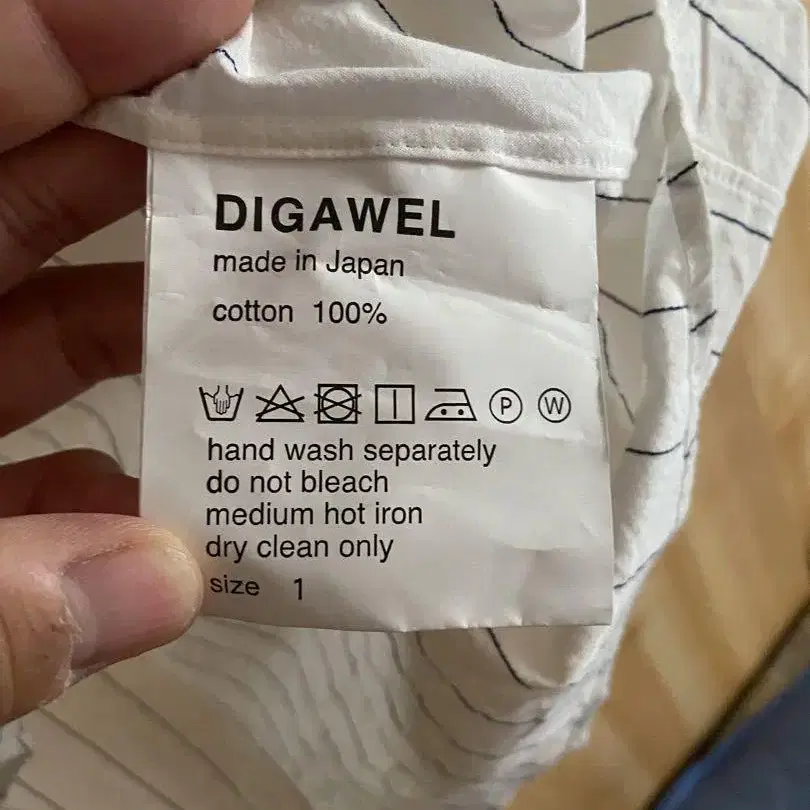 DIGAWEL
made in Japan
cotton 100%
P W
hand wash separately
do not bleach
medium hot iron
dry clean only
size 1